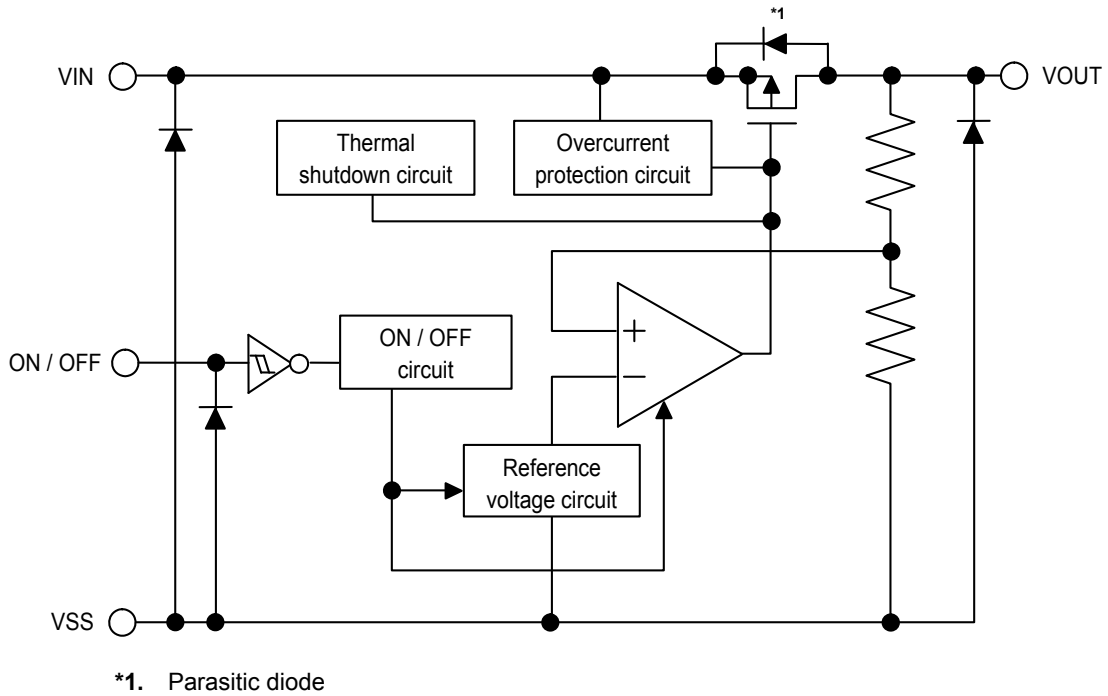 *1
VIN
VOUT
Thermal
shutdown circuit
Overcurrent
protection circuit
ON / OFF
ON / OFF
circuit
+
−
Reference
voltage circuit
VSS
*1. Parasitic diode